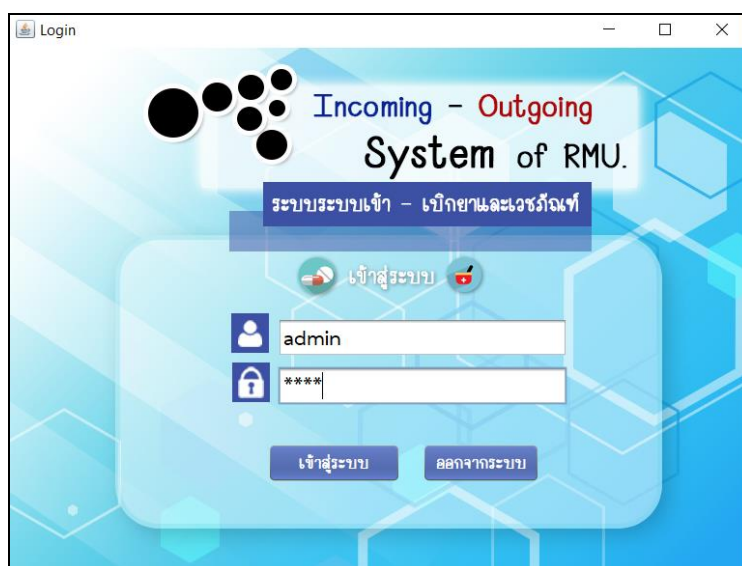 Login
Incoming - Outgoing
System of RMU.
ระบบระบบเข้า - เบิกยาและเวชภัณฑ์
เข้าสู่ระบบ
admin
****
เข้าสู่ระบบ
ออกจากระบบ